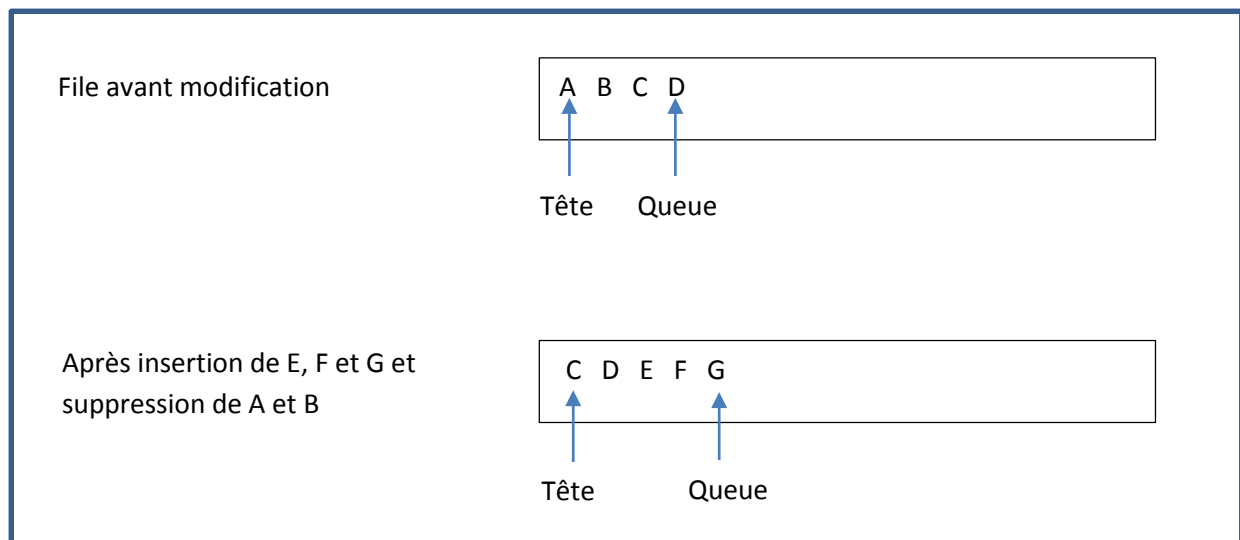 File avant modification
A B C D
Tête Queue
Après insertion de E, F et G et
suppression de A et B
C D E F G
Tête Queue